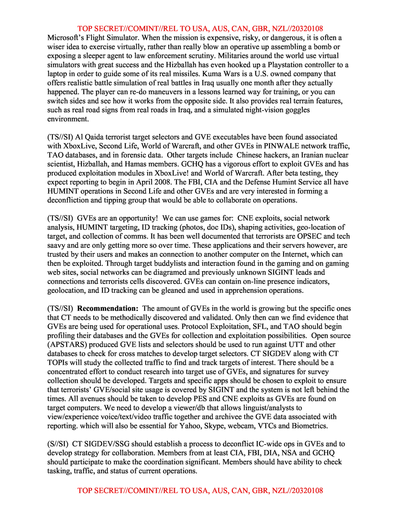 TOP SECRET//COMINT//REL TO USA, AUS, CAN, GBR, NZL//20320108
Microsoft's Flight Simulator. When the mission is expensive, risky, or dangerous, it is often a
wiser idea to exercise virtually, rather than really blow an operative up assembling a bomb or
exposing a sleeper agent to law enforcement scrutiny. Militaries around the world use virtual
simulators with great success and the Hizballah has even hooked up a Playstation controller to a
laptop in order to guide some of its real missiles. Kuma Wars is a U.S. owned company that
offers realistic battle simulation of real battles in Iraq usually one month after they actually
happened. The player can re-do maneuvers in a lessons learned way for training, or you can
switch sides and see how it works from the opposite side. It also provides real terrain features,
such as real road signs from real roads in Iraq, and a simulated night-soggles
environment.
(TS//SI) Al Qaida terrorist target selectors and GVE executables have been found associated
with XboxLive, Second Life, World of Warcraft, and other GVEs in PINWALE network traffic,
TAO databases, and in forensic data. Other targets include Chinese hackers, an Iranian nuclear
scientist, Hizballah, and Hamas members. GCHQ has a vigorous effort to exploit GVEs and has
produced exploitation modules in XboxLive! and World of Warcraft. After beta testing, they
expect reporting to begin in April 2008. The FBI, CIA and the Defense Humint Service all have
HUMINT operations in Second Life and other GVEs and are very interested in forming a
deconfliction and tipping group that would be able to collaborate on operations.
(TS//SI) GVEs are an opportunity! We can use games for: CNE exploits, social network
analysis, HUMINT targeting, ID tracking (photos, doc IDs), shaping activities, geo-location of
target, and collection of comms. It has been well documented that terrorists are OPSEC and tech
saavy and are only getting more so over time. These applications and their servers however, are
trusted by their users and makes an connection to another computer on the Internet, which can
then be exploited. Through target buddylists and interaction found in the gaming and on gaming
web sites, social networks can be diagramed and previously unknown SIGINT leads and
connections and terrorists cells discovered. GVEs can contain on-line presence indicators,
geolocation, and ID tracking can be gleaned and used in apprehension operations.
(TS//SI) Recommendation: The amount of GVEs in the world is growing but the specific ones
that CT needs to be methodically discovered and validated. Only then can we find evidence that
GVEs are being used for operational uses. Protocol Exploitation, SFL, and TAO should begin
profiling their databases and the GVEs for collection and exploitation possibilities. Open source
(APSTARS) produced GVE lists and selectors should be used to run against UTT and other
databases to check for cross matches to develop target selectors. CT SIGDEV along with CT
TOPIs will study the collected traffic to find and track targets of interest. There should be a
concentrated effort to conduct research into target use of GVEs, and signatures for survey
collection should be developed. Targets and specific apps should be chosen to exploit to ensure
that terrorists' GVE/social site usage is covered by SIGINT and the system is not left behind the
times. All avenues should be taken to develop PES and CNE exploits as GVEs are found on
target computers. We need to develop a viewer/db that allows linguist/analysts to
view/experience voice/text/video traffic together and archivee the GVE data associated with
reporting. which will also be essential for Yahoo, Skype, webcam, VTCs and Biometrics.
(S//SI) CT SIGDEV/SSG should establish a process to deconflict IC-wide ops in GVEs and to
develop strategy for collaboration. Members from at least CIA, FBI, DIA, NSA and GCHQ
should participate to make the coordination significant. Members should have ability to check
tasking, traffic, and status of current operations.
TOP SECRET//COMINT//REL TO USA, AUS, CAN, GBR, NZL//20320108